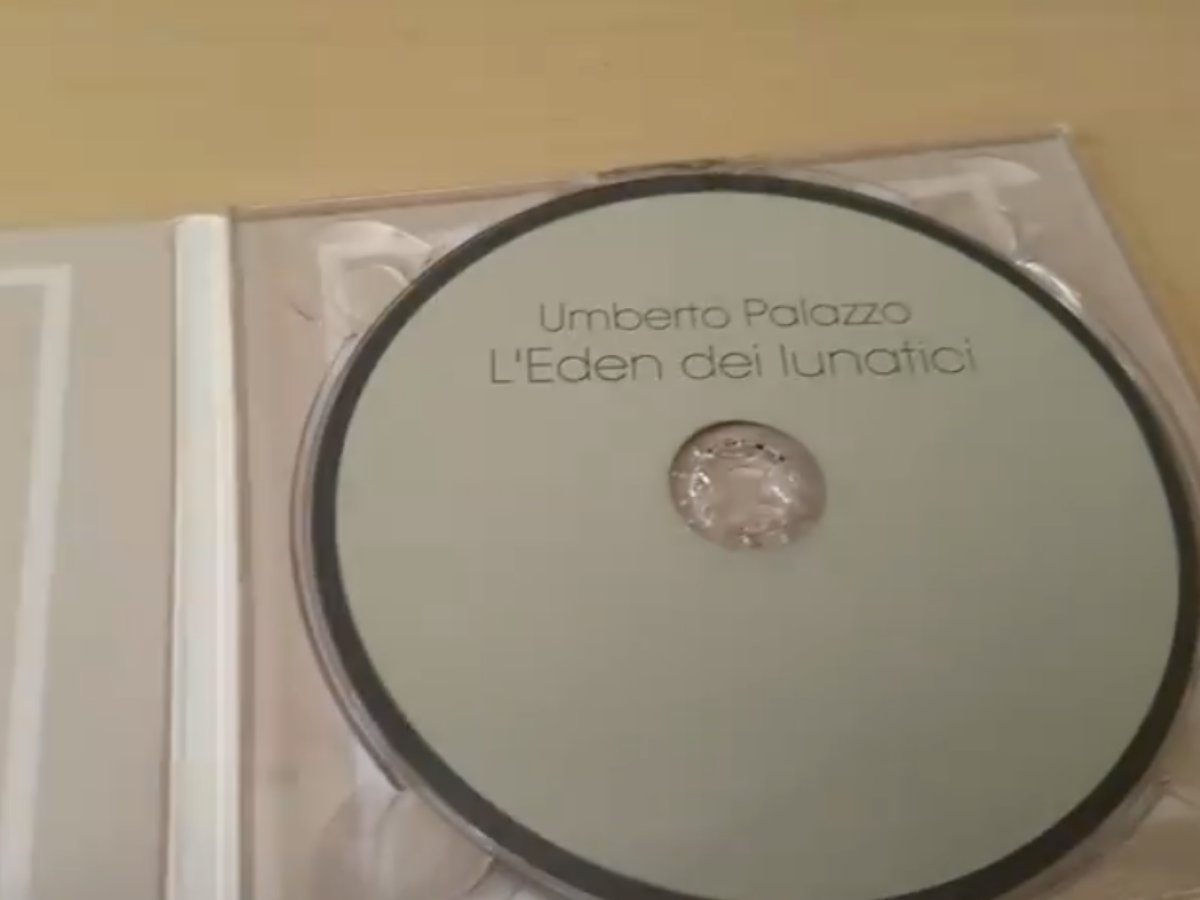 Umberto Palazzo
L'Eden dei lunatici